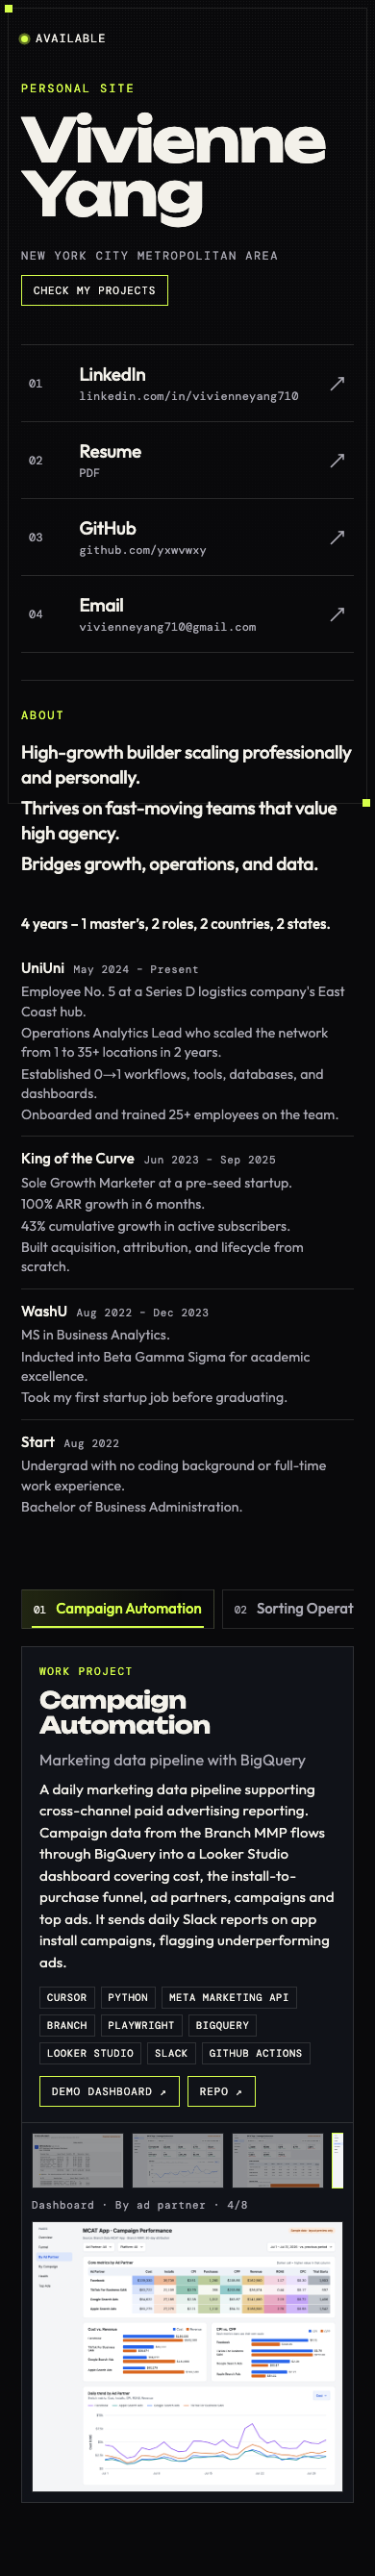 AVAILABLE
PERSONAL SITE
Vivienne
Yang
NEW YORK CITY METROPOLITAN AREA
CHECK MY PROJECTS
01 LinkedIn ↗
linkedin.com/in/vivienneyang710
02 Resume ↗
PDF
03 GitHub ↗
github.com/yxwvwxy
04 Email ↗
vivienneyang710@gmail.com
ABOUT
High-growth builder scaling professionally
and personally.
Thrives on fast-moving teams that value
high agency.
Bridges growth, operations, and data.
4 years – 1 master's, 2 roles, 2 countries, 2 states.
UniUni May 2024 – Present
Employee No. 5 at a Series D logistics company's East
Coast hub.
Operations Analytics Lead who scaled the network
from 1 to 35+ locations in 2 years.
Established 0→1 workflows, tools, databases, and
dashboards.
Onboarded and trained 25+ employees on the team.
King of the Curve Jun 2023 – Sep 2025
Sole Growth Marketer at a pre-seed startup.
100% ARR growth in 6 months.
43% cumulative growth in active subscribers.
Built acquisition, attribution, and lifecycle from
scratch.
WashU Aug 2022 – Dec 2023
MS in Business Analytics.
Inducted into Beta Gamma Sigma for academic
excellence.
Took my first startup job before graduating.
Start Aug 2022
Undergrad with no coding background or full-time
work experience.
Bachelor of Business Administration.
01 Campaign Automation 02 Sorting Operat
WORK PROJECT
Campaign
Automation
Marketing data pipeline with BigQuery
A daily marketing data pipeline supporting
cross-channel paid advertising reporting.
Campaign data from the Branch MMP flows
through BigQuery into a Looker Studio
dashboard covering cost, the install-to-
purchase funnel, ad partners, campaigns and
top ads. It sends daily Slack reports on app
install campaigns, flagging underperforming
ads.
CURSOR PYTHON META MARKETING API
BRANCH PLAYWRIGHT BIGQUERY
LOOKER STUDIO SLACK GITHUB ACTIONS
DEMO DASHBOARD ↗ REPO ↗
Dashboard · By ad partner · 4/8
MCAT App · Campaign Performance